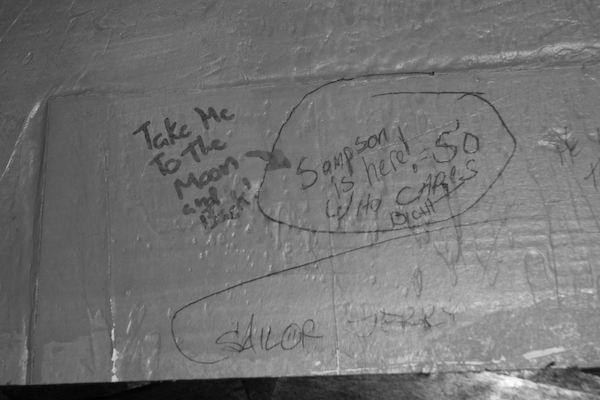 Take Me
To The
Moon
and
Back!
Sampson
is here! - SO
WHO CARES
SAILOR JERRY